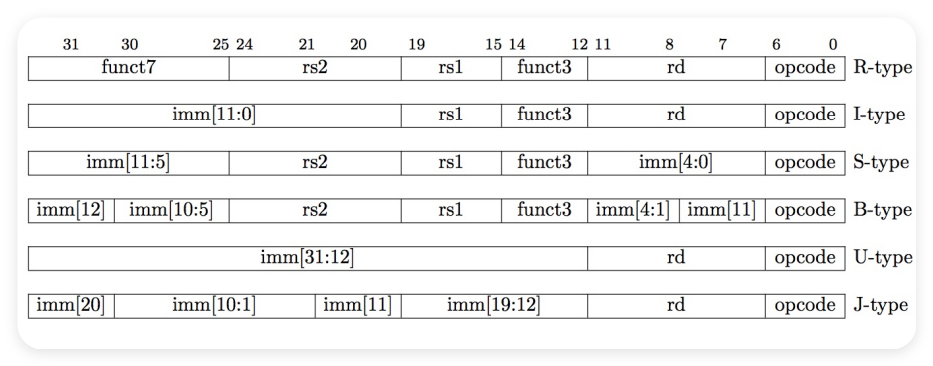 31 30 25 24 21 20 19 15 14 12 11 8 7 6 0
funct7 rs2 rs1 funct3 rd opcode R-type
imm[11:0] rs1 funct3 rd opcode I-type
imm[11:5] rs2 rs1 funct3 imm[4:0] opcode S-type
imm[12] imm[10:5] rs2 rs1 funct3 imm[4:1] imm[11] opcode B-type
imm[31:12] rd opcode U-type
imm[20] imm[10:1] imm[11] imm[19:12] rd opcode J-type